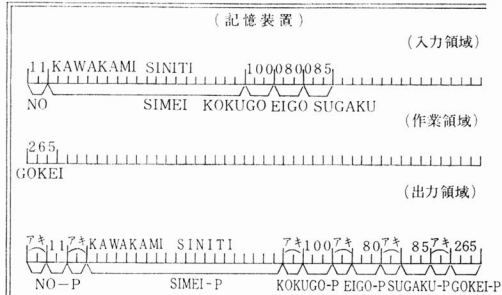 (記憶装置)
(入力領域)
11 KAWAKAMI SINITI 100 080 085
NO SIMEI KOKUGO EIGO SUGAKU
(作業領域)
265
GOKEI
(出力領域)
アキ 11 アキ KAWAKAMI SINITI アキ 100 アキ 80 アキ 85 アキ 265
NO-P SIMEI-P KOKUGO-P EIGO-P SUGAKU-P GOKEI-P